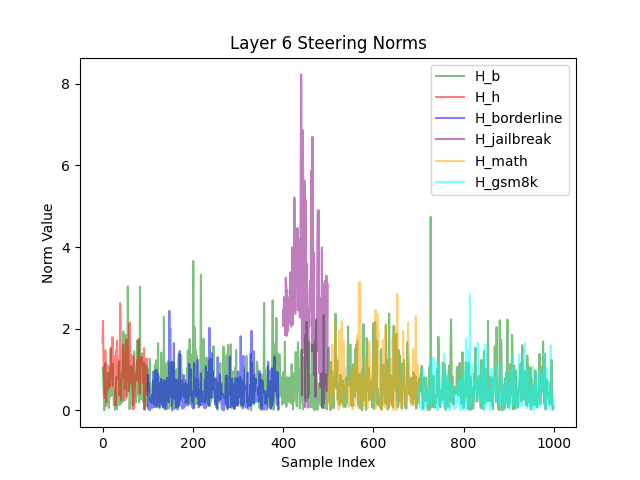 Layer 6 Steering Norms
H_b
H_h
H_borderline
H_jailbreak
H_math
H_gsm8k
Norm Value
8
6
4
2
0
0 200 400 600 800 1000
Sample Index